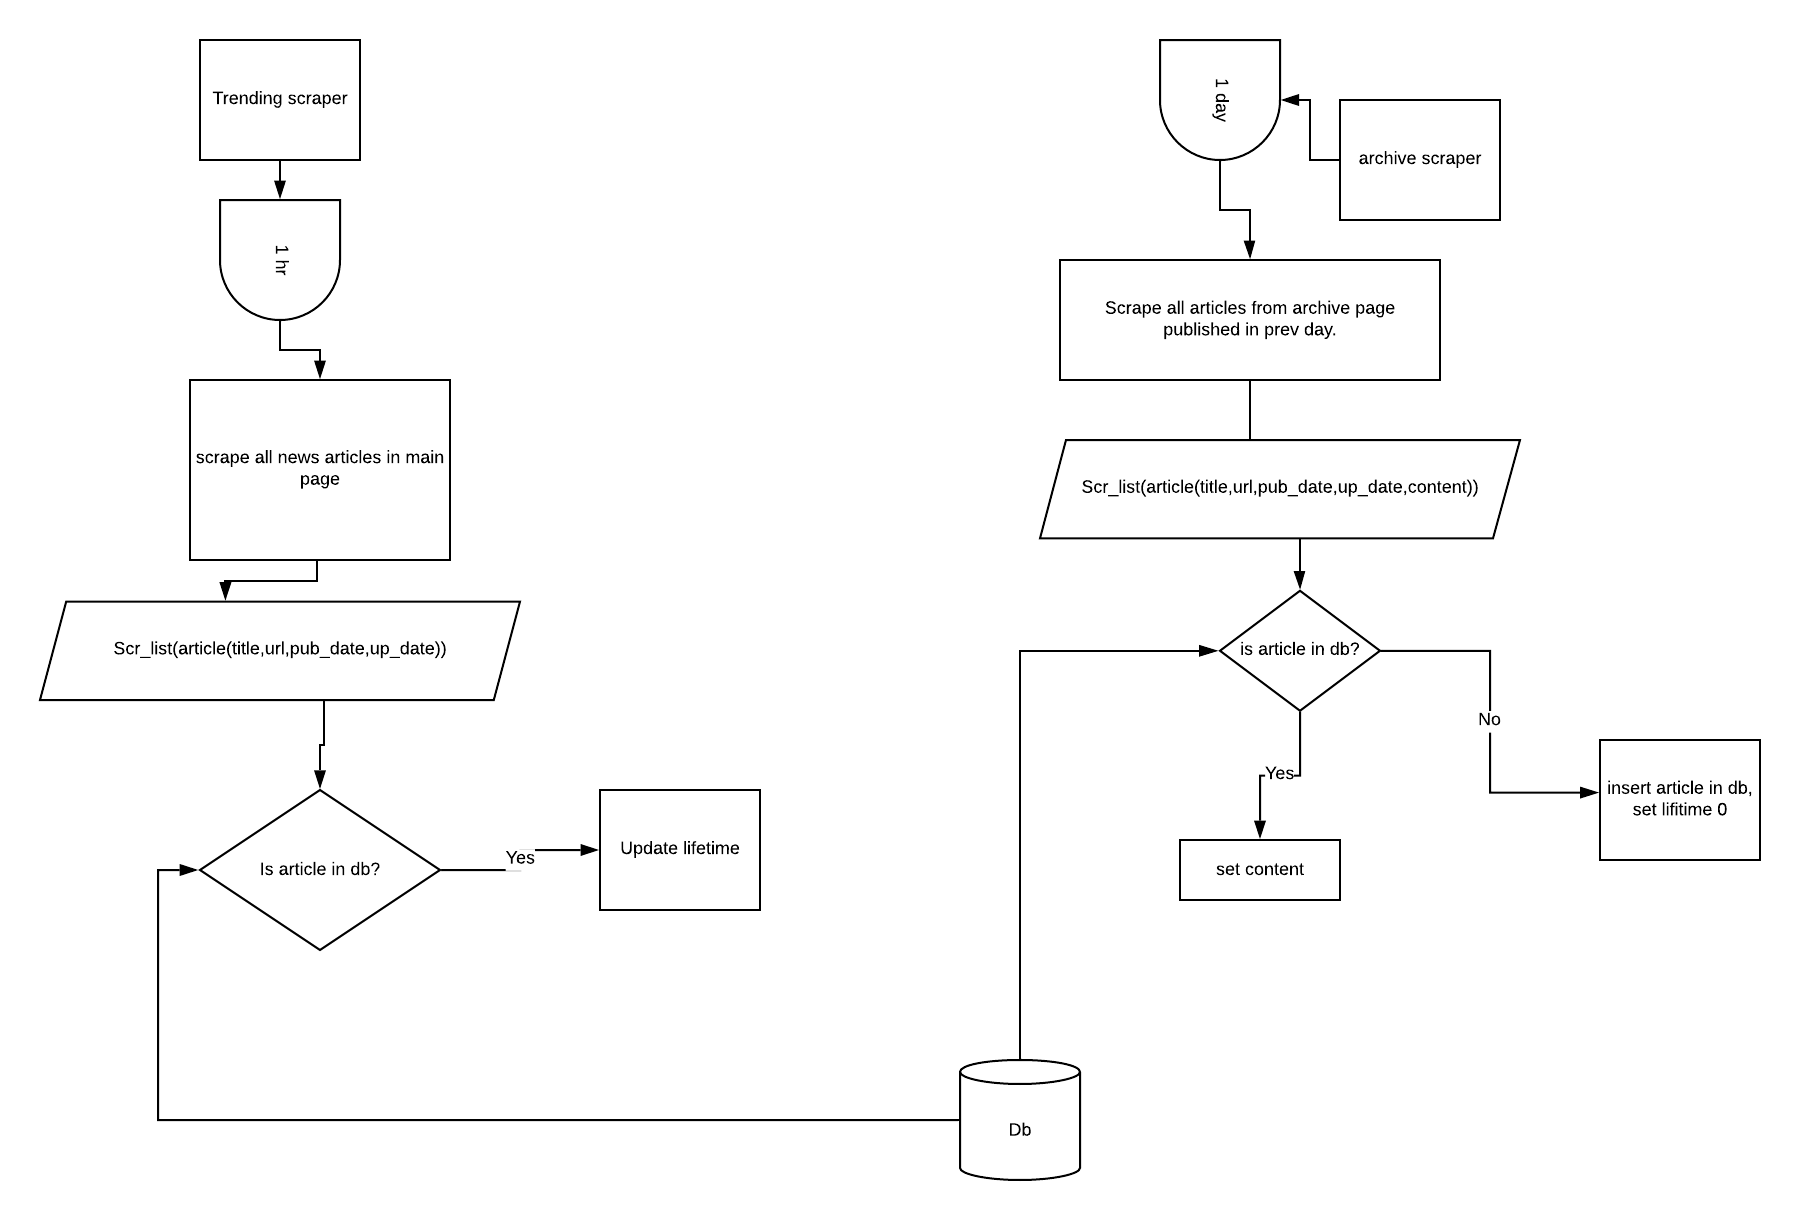 Trending scraper
1 hr
scrape all news articles in main
page
Scr_list(article(title,url,pub_date,up_date))
Is article in db?
Yes
Update lifetime
1 day
archive scraper
Scrape all articles from archive page
published in prev day.
Scr_list(article(title,url,pub_date,up_date,content))
is article in db?
No
Yes
insert article in db,
set lifitime 0
set content
Db